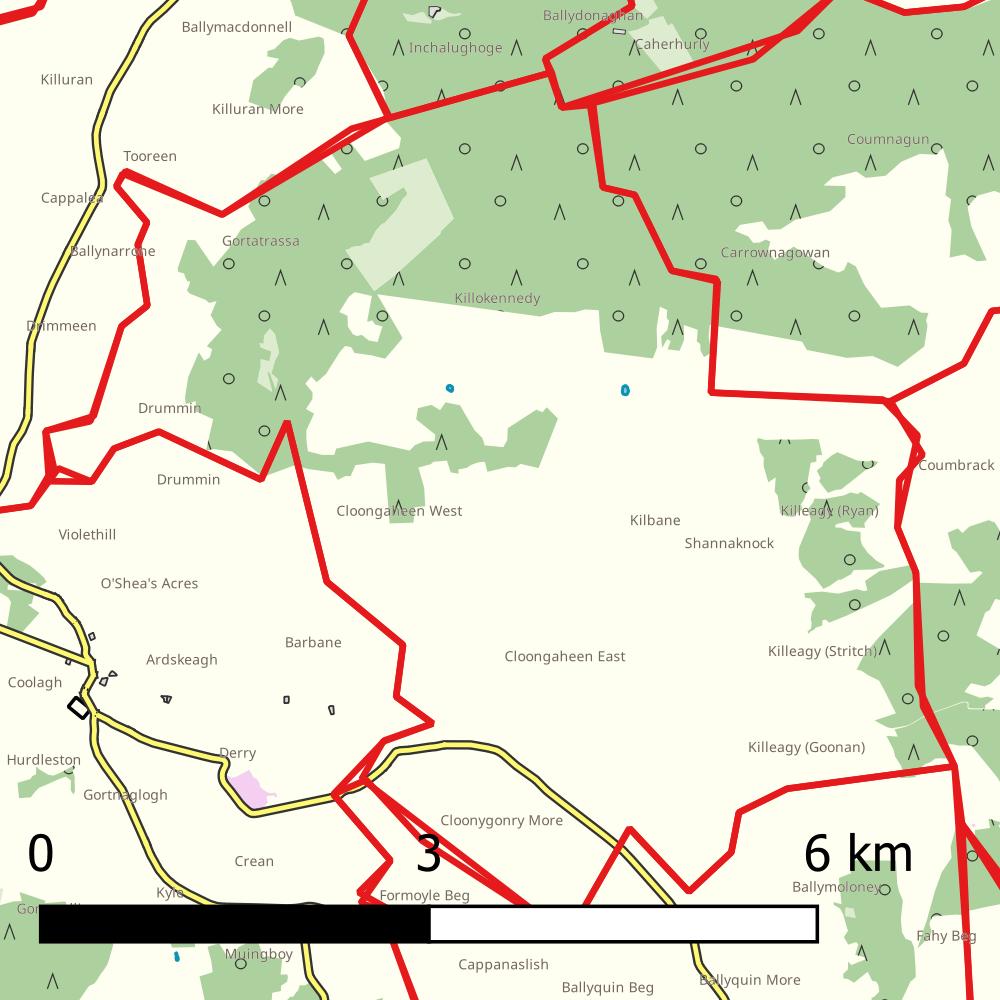 Ballydonaghan
Ballymacdonnell
Caherhurly
Inchalughoge
Killuran
Killuran More
Coumnagun
Tooreen
Cappalea
Gortatrassa
Ballynarrone
Carrownagowan
Killokennedy
Drimmeen
Drummin
Coumbrack
Drummin
Cloongaheen West
Killeagy (Ryan)
Kilbane
Violethill
Shannaknock
O'Shea's Acres
Barbane
Killeagy (Stritch)
Cloongaheen East
Ardskeagh
Coolagh
Killeagy (Goonan)
Derry
Hurdleston
Gortnaglogh
Cloonygonry More
0 3 6 km
Crean
Ballymoloney
Kyle
Formoyle Beg
Fahy Beg
Muingboy
Cappanaslish
Ballyquin More
Ballyquin Beg